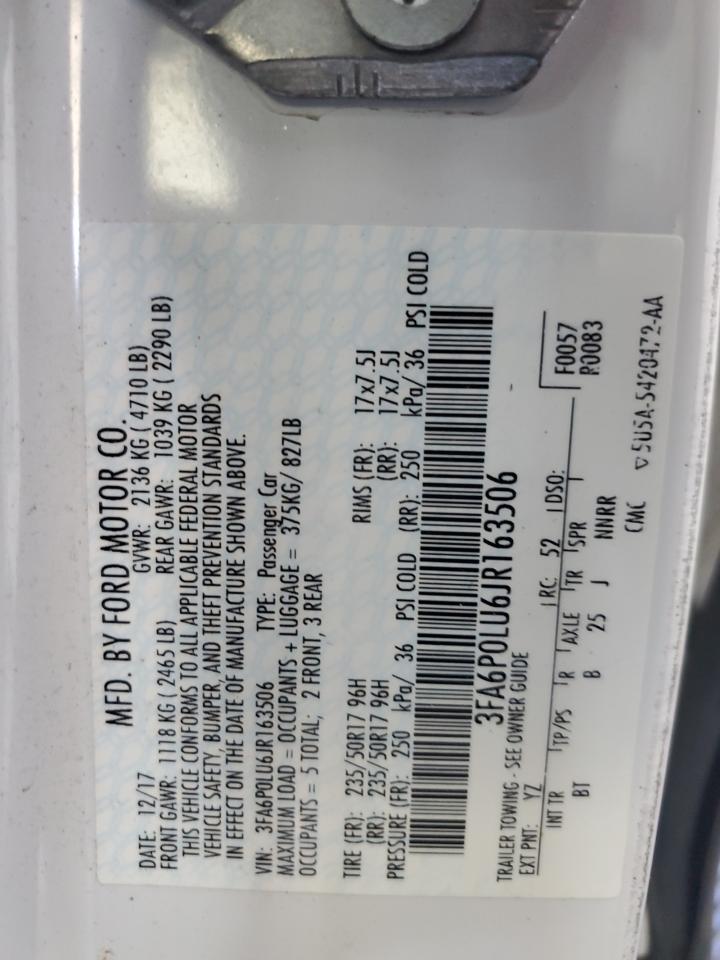 MFD. BY FORD MOTOR CO.
DATE: 12/17 GVWR: 2136 KG ( 4710 LB)
FRONT GAWR: 1118 KG ( 2465 LB) REAR GAWR: 1039 KG ( 2290 LB)
THIS VEHICLE CONFORMS TO ALL APPLICABLE FEDERAL MOTOR
VEHICLE SAFETY, BUMPER, AND THEFT PREVENTION STANDARDS
IN EFFECT ON THE DATE OF MANUFACTURE SHOWN ABOVE.
VIN: 3FA6P0LU6JR163506 TYPE: Passenger Car
MAXIMUM LOAD = OCCUPANTS + LUGGAGE = 375KG/ 827LB
OCCUPANTS = 5 TOTAL; 2 FRONT, 3 REAR
TIRE (FR): 235/50R17 96H RIMS (FR): 17x7.5J
(RR): 235/50R17 96H (RR): 17x7.5J
PRESSURE (FR): 250 kPa/ 36 PSI COLD (RR): 250 kPa/ 36 PSI COLD
3FA6P0LU6JR163506
TRAILER TOWING - SEE OWNER GUIDE
EXT PNT: YZ RC: 52 DSO: F0057
INT TR TP/PS R AXLE TR SPR R0083
BT B 25 J NNRR
CMC ▽5U5A-5420472-AA